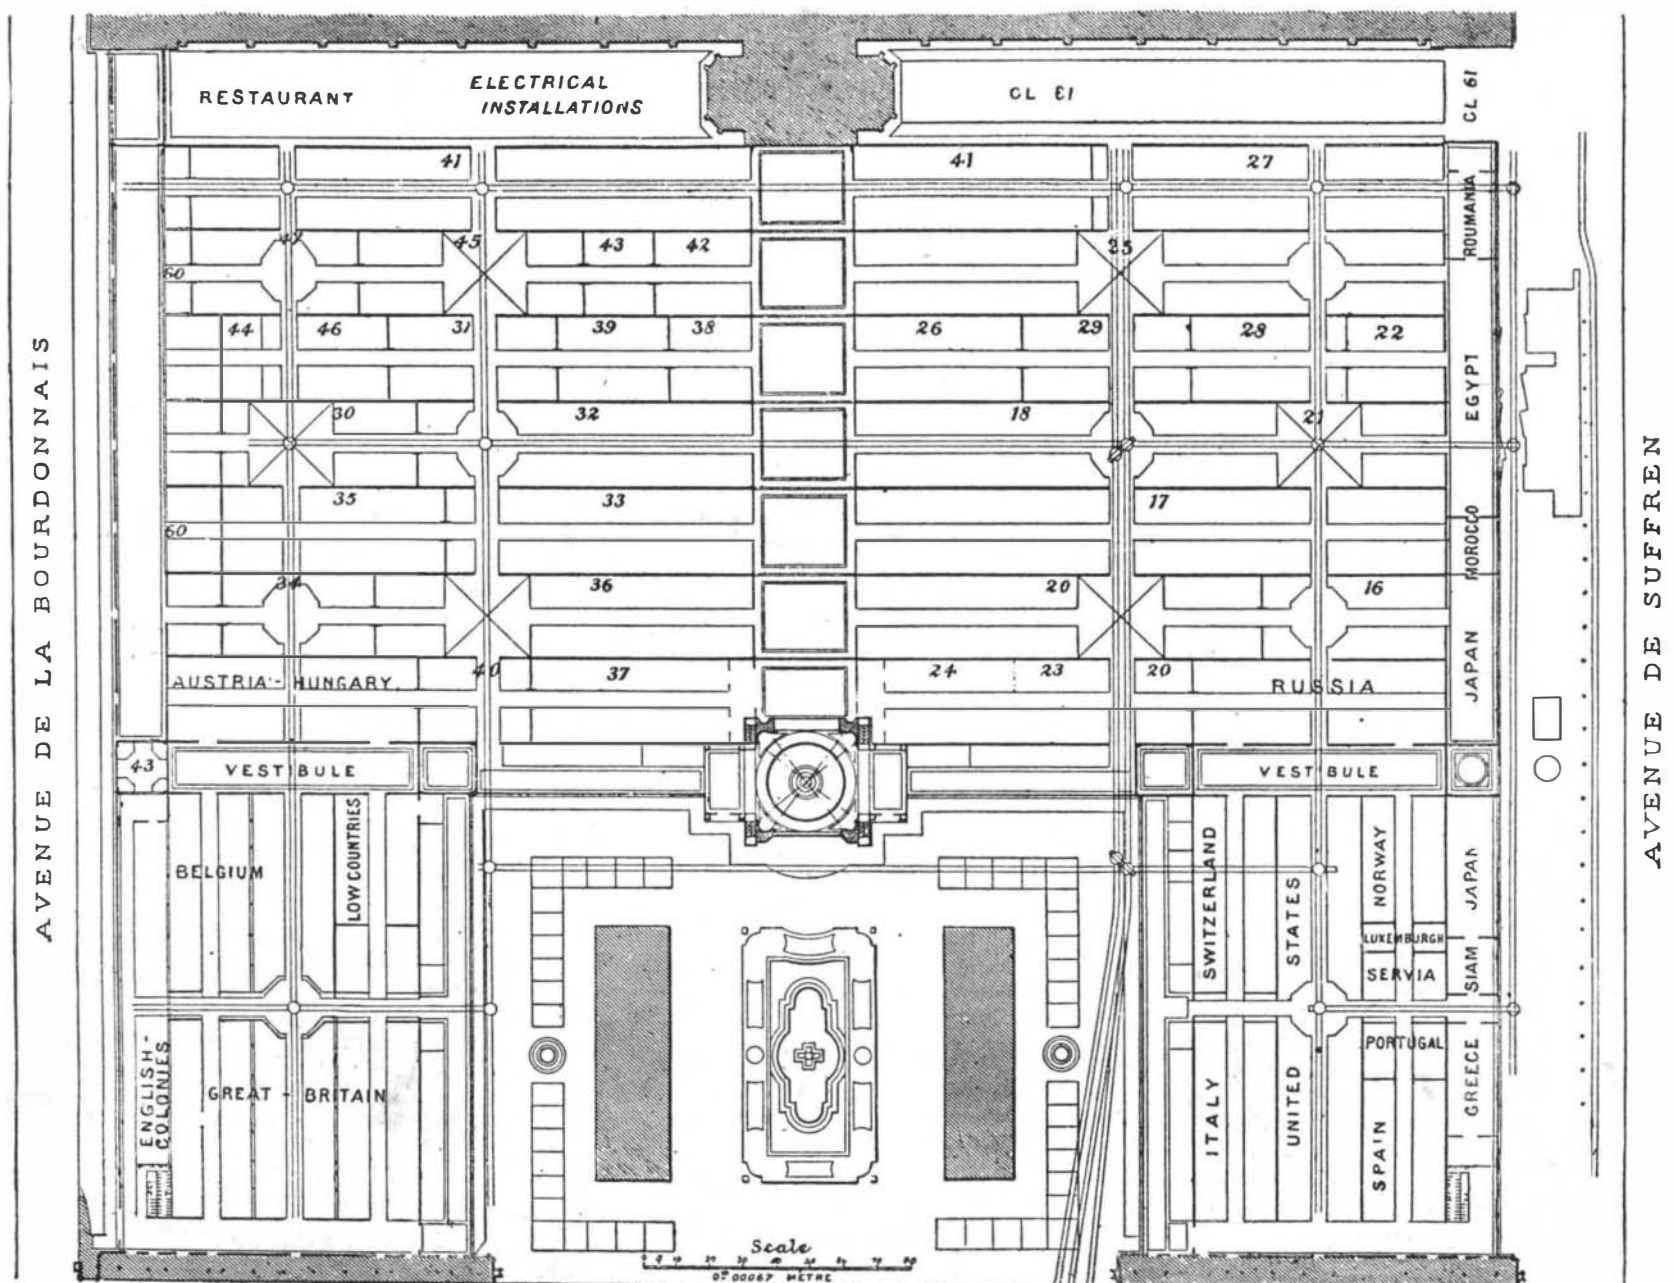 RESTAURANT
ELECTRICAL
INSTALLATIONS
CL 61
CL 61
41
41
27
ROUMANIA
45
43
42
25
60
44
46
31
39
38
26
29
28
22
EGYPT
30
32
18
21
35
33
17
60
MOROCCO
34
36
20
16
AUSTRIA-HUNGARY
40
37
24
23
20
RUSSIA
JAPAN
43
VESTIBULE
VESTIBULE
BELGIUM
LOW COUNTRIES
SWITZERLAND
UNITED STATES
NORWAY
JAPAN
LUXEMBURGH
SERVIA
SIAM
ENGLISH-
COLONIES
GREAT-BRITAIN
ITALY
PORTUGAL
SPAIN
GREECE
Scale
0m 00067 METRE
AVENUE DE LA BOURDONNAIS
AVENUE DE SUFFREN